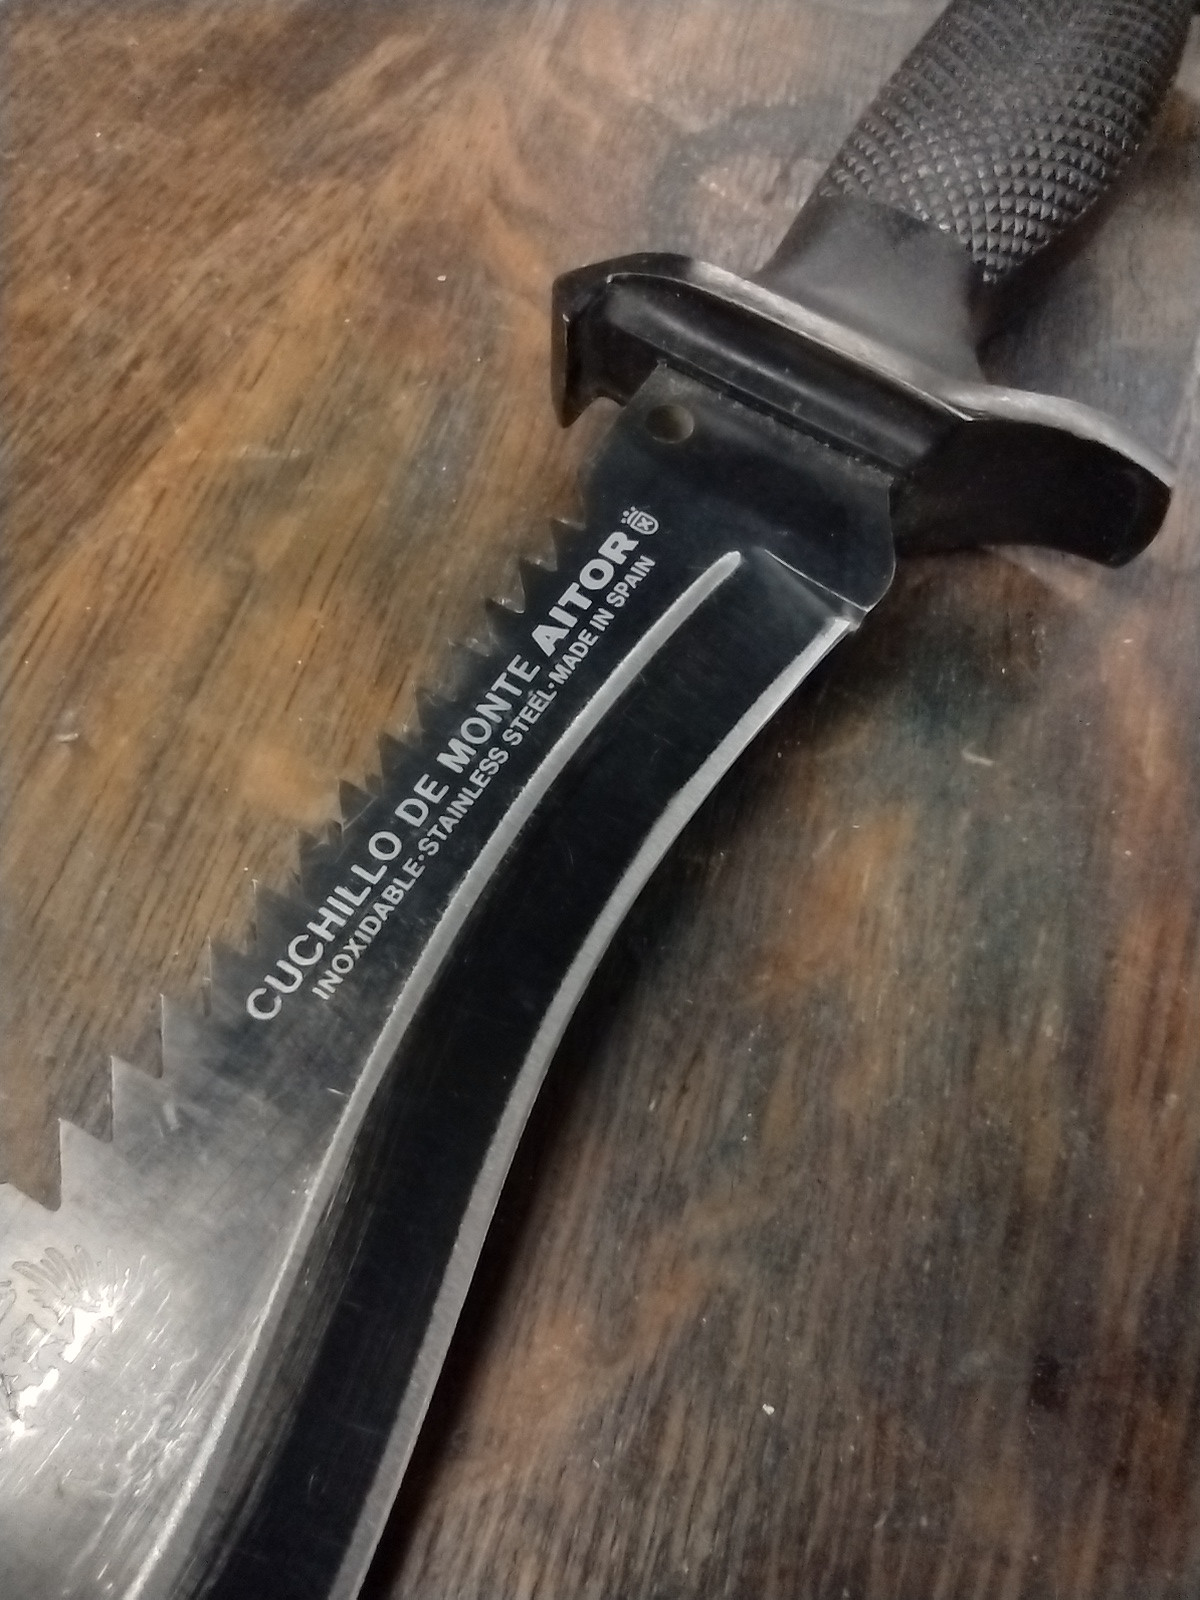 CUCHILLO DE MONTE AITOR
INOXIDABLE·STAINLESS STEEL·MADE IN SPAIN